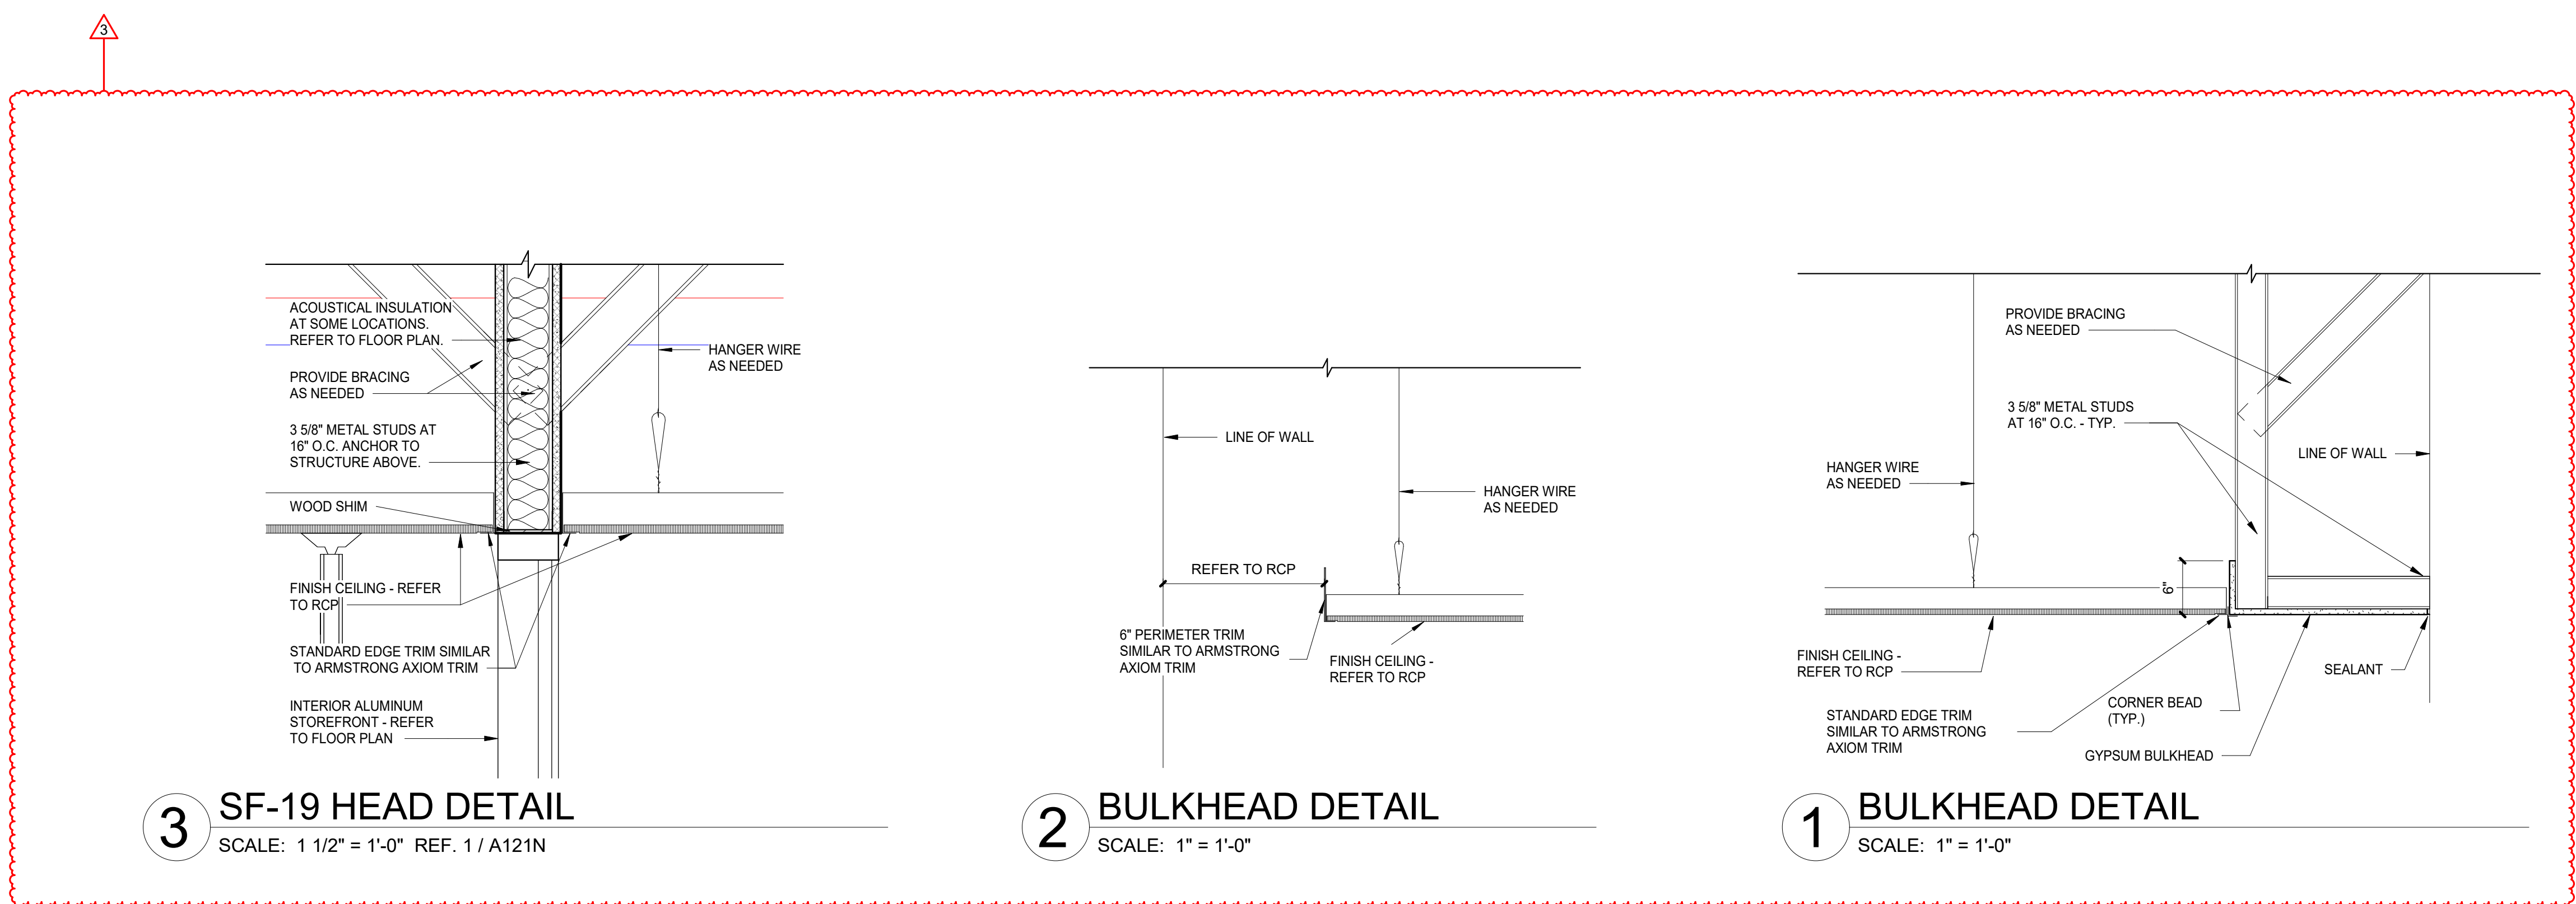 3
ACOUSTICAL INSULATION
AT SOME LOCATIONS.
REFER TO FLOOR PLAN.
PROVIDE BRACING
AS NEEDED
3 5/8" METAL STUDS AT
16" O.C. ANCHOR TO
STRUCTURE ABOVE.
WOOD SHIM
FINISH CEILING - REFER
TO RCP
STANDARD EDGE TRIM SIMILAR
TO ARMSTRONG AXIOM TRIM
INTERIOR ALUMINUM
STOREFRONT - REFER
TO FLOOR PLAN
HANGER WIRE
AS NEEDED
3
SF-19 HEAD DETAIL
SCALE: 1 1/2" = 1'-0" REF. 1 / A121N
LINE OF WALL
HANGER WIRE
AS NEEDED
REFER TO RCP
6" PERIMETER TRIM
SIMILAR TO ARMSTRONG
AXIOM TRIM
FINISH CEILING -
REFER TO RCP
2
BULKHEAD DETAIL
SCALE: 1" = 1'-0"
PROVIDE BRACING
AS NEEDED
3 5/8" METAL STUDS
AT 16" O.C. - TYP.
LINE OF WALL
HANGER WIRE
AS NEEDED
6"
FINISH CEILING -
REFER TO RCP
SEALANT
CORNER BEAD
(TYP.)
STANDARD EDGE TRIM
SIMILAR TO ARMSTRONG
AXIOM TRIM
GYPSUM BULKHEAD
1
BULKHEAD DETAIL
SCALE: 1" = 1'-0"